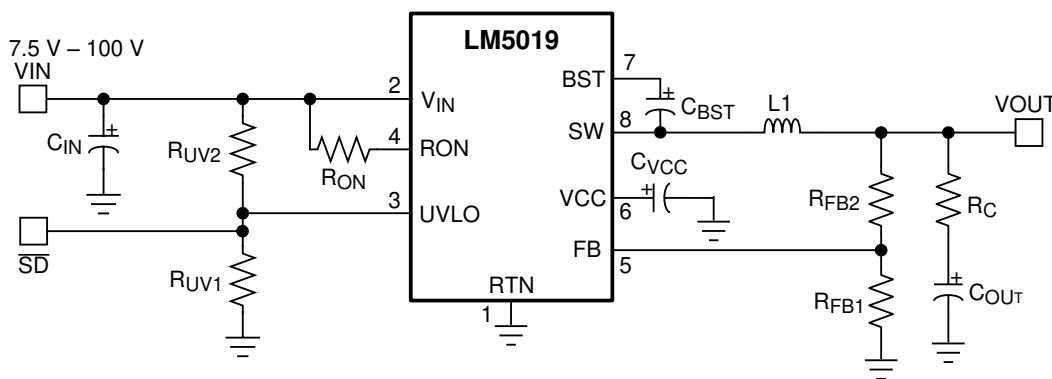 7.5 V – 100 V
VIN
LM5019
2
VIN
BST
7
CIN
RUV2
4
RON
RON
SW
8
CBST
L1
VOUT
3
UVLO
VCC
6
CVCC
RFB2
RC
SD
RUV1
FB
5
RTN
1
RFB1
COUT